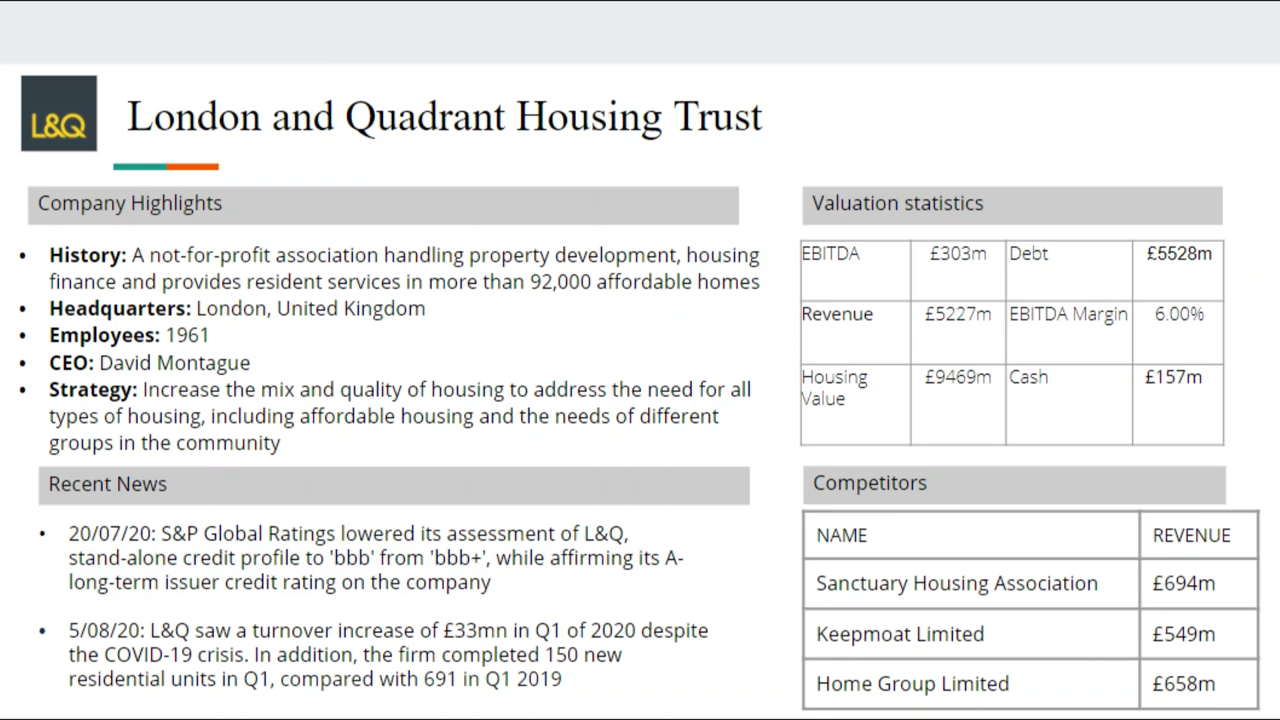 L&Q
London and Quadrant Housing Trust
Company Highlights
• History: A not-for-profit association handling property development, housing
finance and provides resident services in more than 92,000 affordable homes
• Headquarters: London, United Kingdom
• Employees: 1961
• CEO: David Montague
• Strategy: Increase the mix and quality of housing to address the need for all
types of housing, including affordable housing and the needs of different
groups in the community
Recent News
• 20/07/20: S&P Global Ratings lowered its assessment of L&Q,
stand-alone credit profile to 'bbb' from 'bbb+', while affirming its A-
long-term issuer credit rating on the company
• 5/08/20: L&Q saw a turnover increase of £33mn in Q1 of 2020 despite
the COVID-19 crisis. In addition, the firm completed 150 new
residential units in Q1, compared with 691 in Q1 2019
Valuation statistics
EBITDA £303m Debt £5528m
Revenue £5227m EBITDA Margin 6.00%
Housing £9469m Cash £157m
Value
Competitors
NAME REVENUE
Sanctuary Housing Association £694m
Keepmoat Limited £549m
Home Group Limited £658m